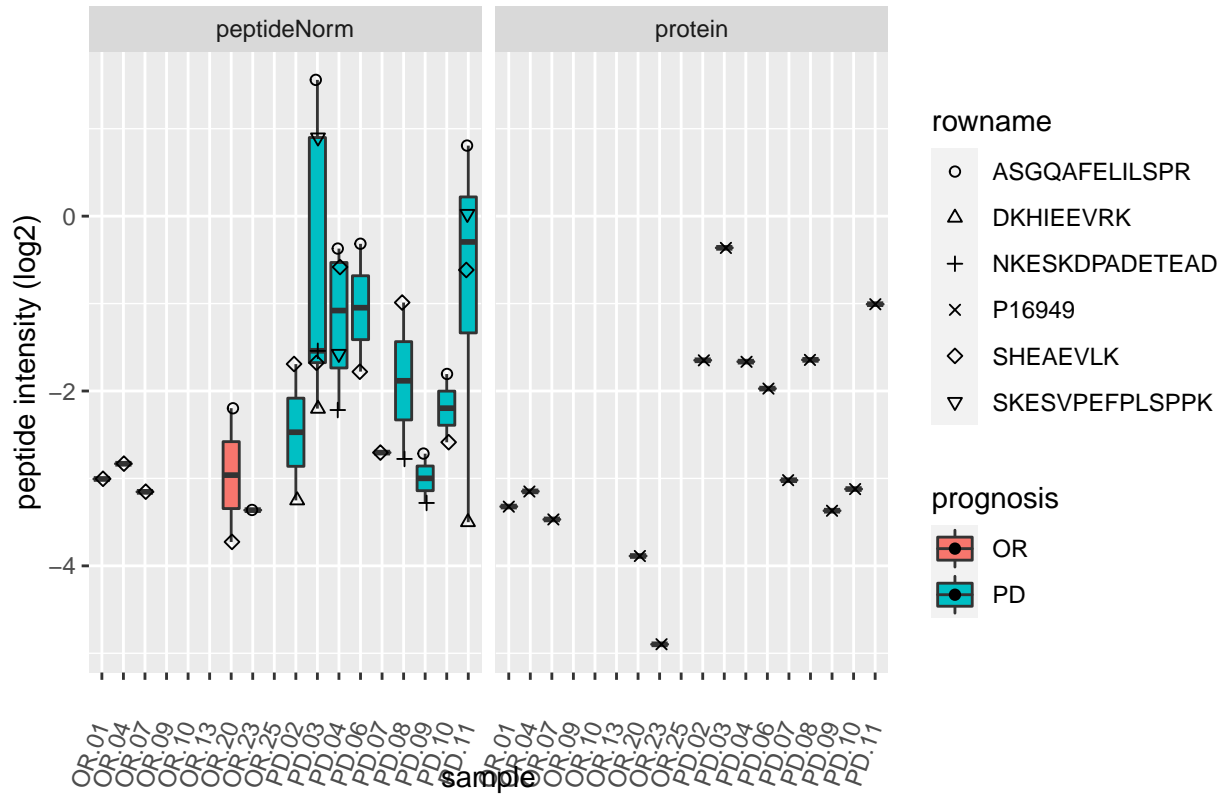 peptideNorm
protein
peptide intensity (log2)
0
−2
−4
OR.01
OR.04
OR.07
OR.09
OR.10
OR.13
OR.20
OR.23
OR.25
PD.02
PD.03
PD.04
PD.06
PD.07
PD.08
PD.09
PD.10
PD.11
OR.01
OR.04
OR.07
OR.09
OR.10
OR.13
OR.20
OR.23
OR.25
PD.02
PD.03
PD.04
PD.06
PD.07
PD.08
PD.09
PD.10
PD.11
sample
rowname
ASGQAFELILSPR
DKHIEEVRK
NKESKDPADETEAD
P16949
SHEAEVLK
SKESVPEFPLSPPK
prognosis
OR
PD